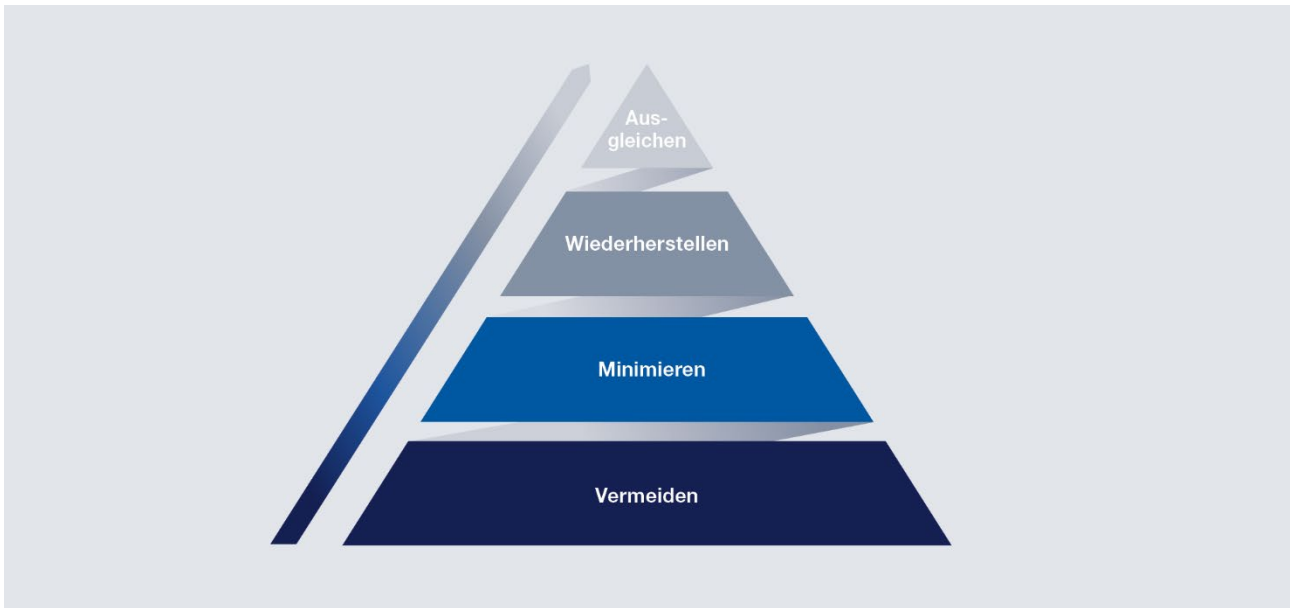 Aus-
gleichen
Wiederherstellen
Minimieren
Vermeiden